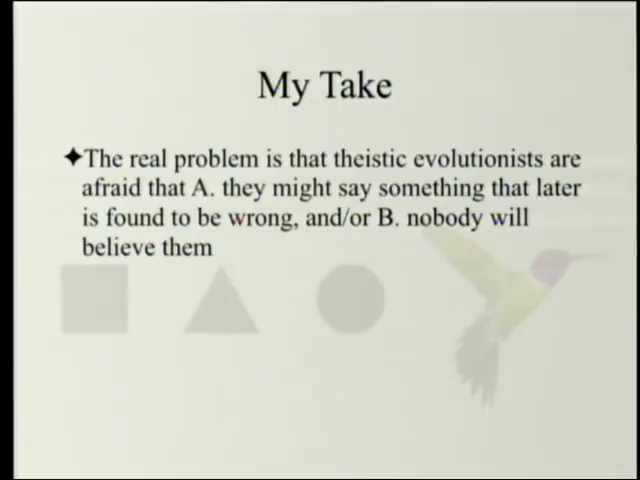 My Take
✦The real problem is that theistic evolutionists are
afraid that A. they might say something that later
is found to be wrong, and/or B. nobody will
believe them